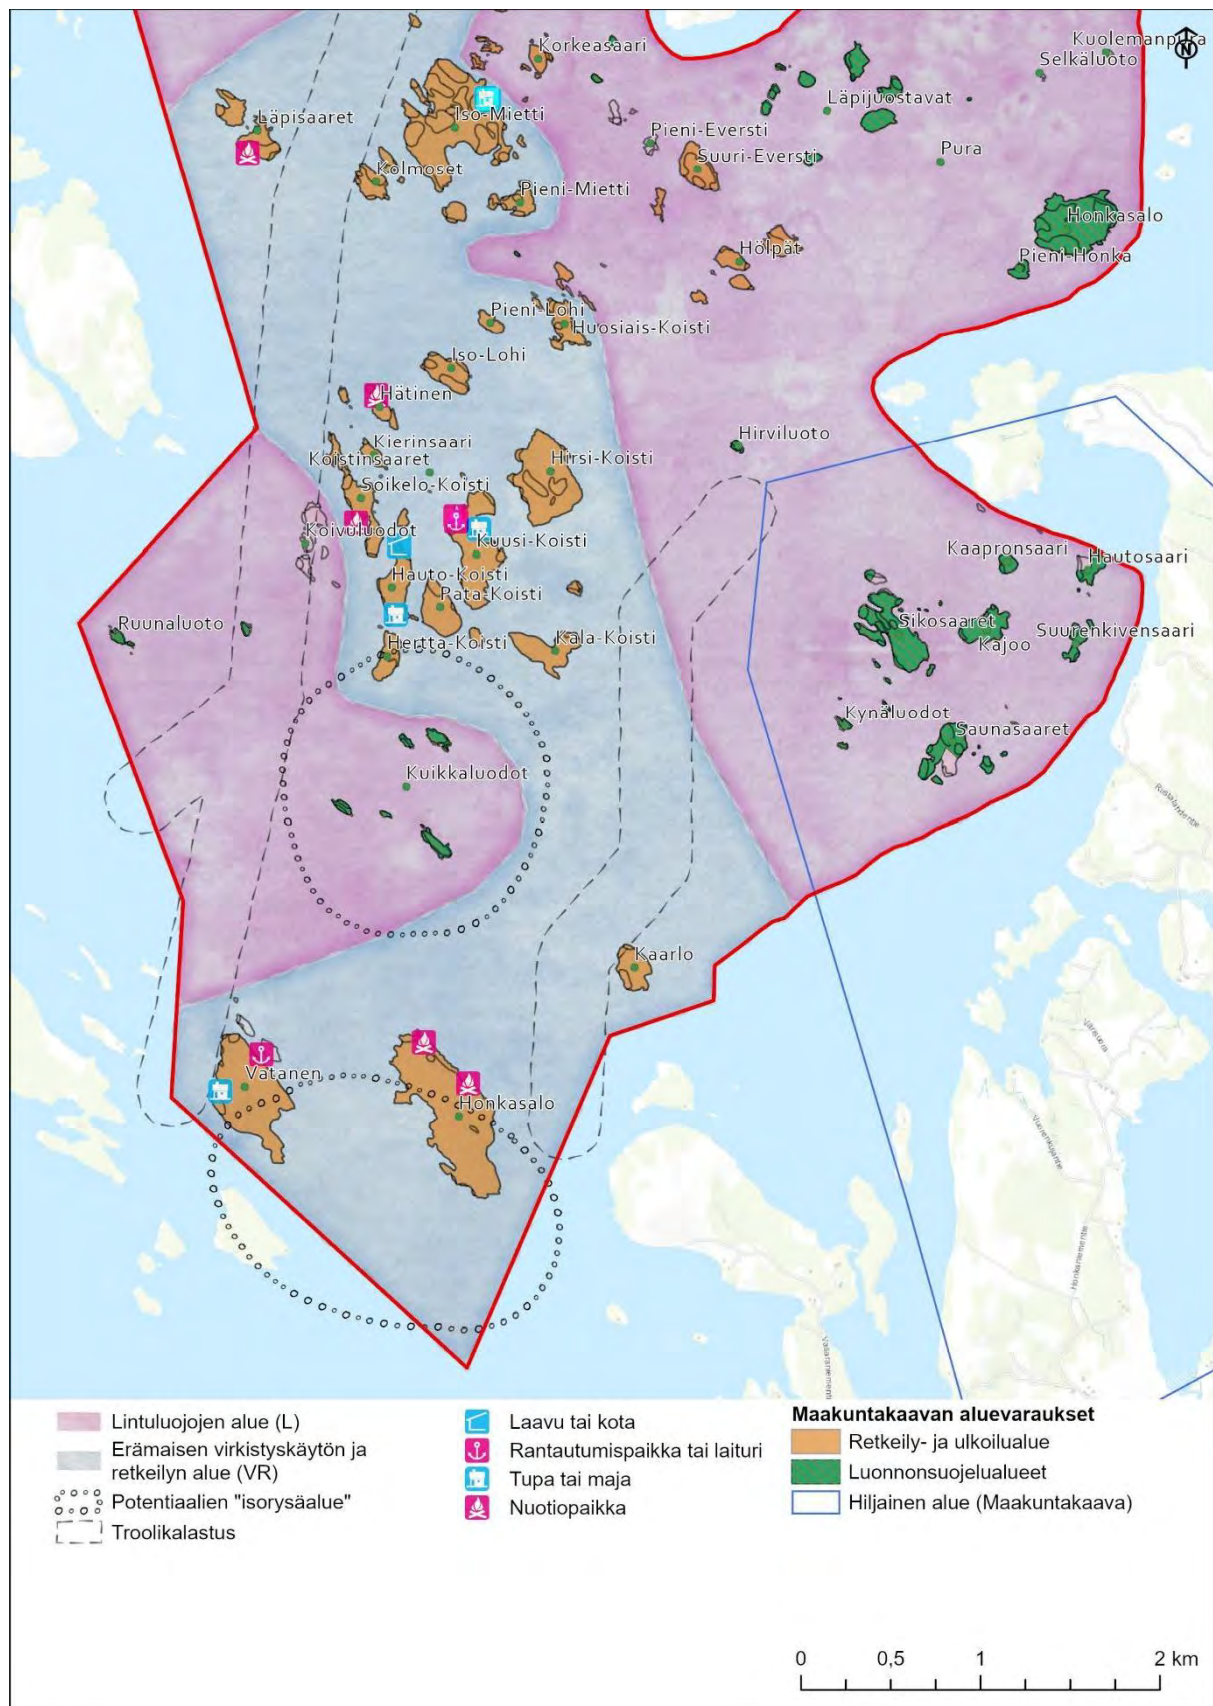 Korkeasaari
Kuolemanpura
N
Selkäluoto
Läpijuostavat
Läpisaaret
Iso-Mietti
Pieni-Eversti
Suuri-Eversti
Pura
Kolmoset
Pieni-Mietti
Honkasalo
Hölpät
Pieni-Honka
Pieni-Lohi
Huosiais-Koisti
Iso-Lohi
Hätinen
Hirviluoto
Kierinsaari
Koistinsaaret
Hirsi-Koisti
Soikelo-Koisti
Koivuluodot
Kuusi-Koisti
Kaapronsaari
Hautosaari
Hauto-Koisti
Pata-Koisti
Ruunaluoto
Sikosaaret
Kajoo
Suurenkivensaari
Hertta-Koisti
Kala-Koisti
Kynäluodot
Saunasaaret
Kuikkaluodot
Kaarlo
Vatanen
Honkasalo
Vuorenkujantie
Honkaniementie
Lintuluojojen alue (L)
Erämaisen virkistyskäytön ja
retkeilyn alue (VR)
Potentiaalien "isorysäalue"
Troolikalastus
Laavu tai kota
Rantautumispaikka tai laituri
Tupa tai maja
Nuotiopaikka
Maakuntakaavan aluevaraukset
Retkeily- ja ulkoilualue
Luonnonsuojelualueet
Hiljainen alue (Maakuntakaava)
0 0,5 1 2 km